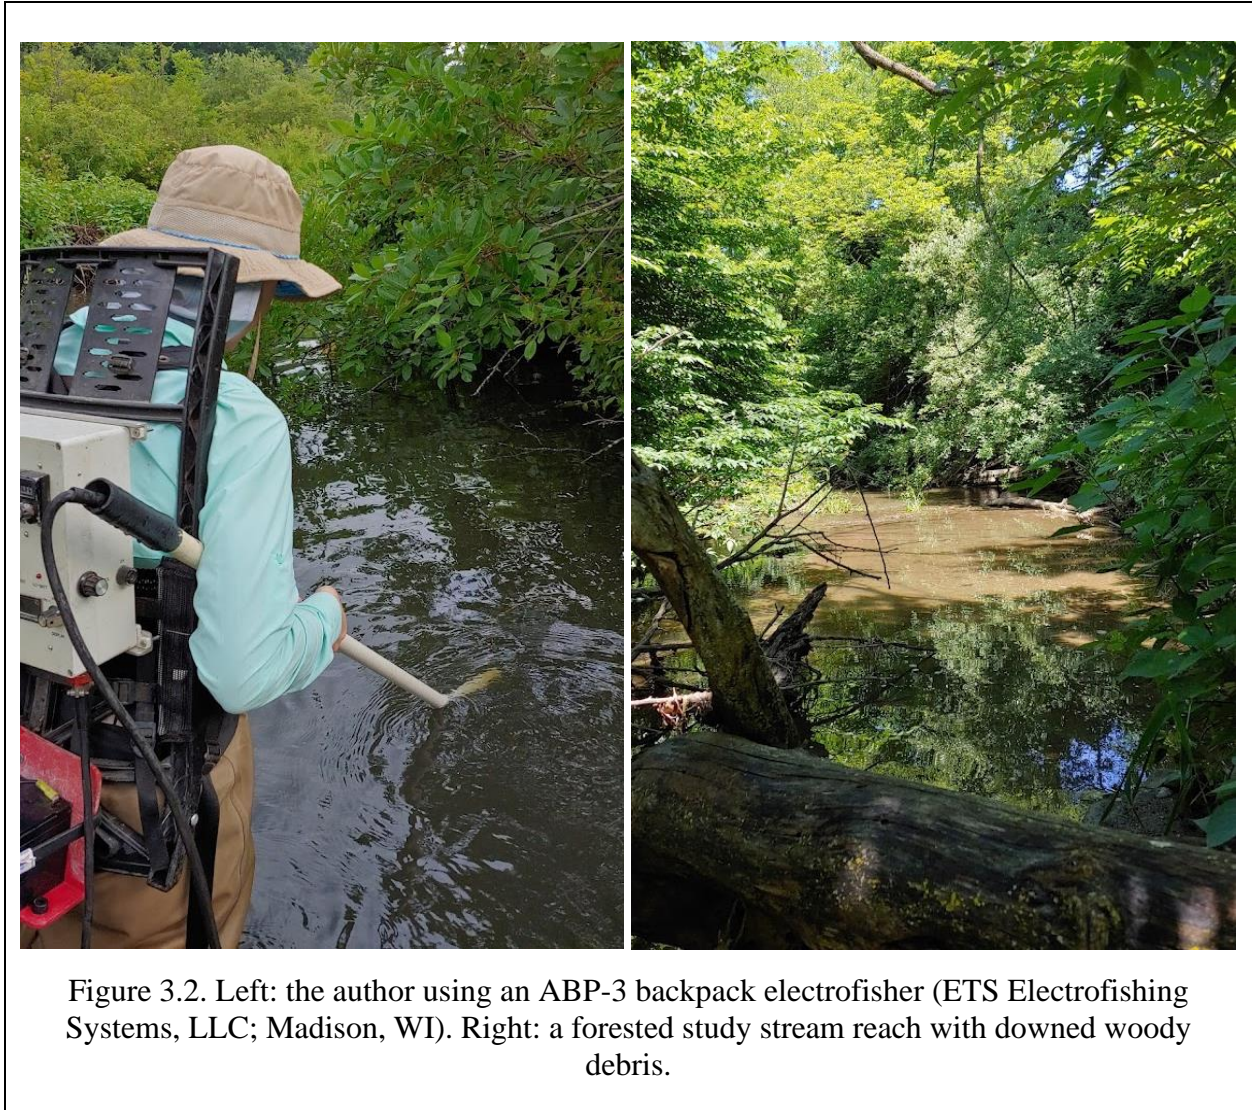 Figure 3.2. Left: the author using an ABP-3 backpack electrofisher (ETS Electrofishing
Systems, LLC; Madison, WI). Right: a forested study stream reach with downed woody
debris.